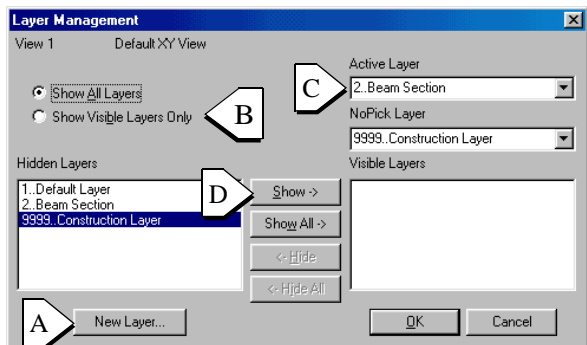 Layer Management
View 1 Default XY View
Active Layer
2..Beam Section
Show All Layers
Show Visible Layers Only
NoPick Layer
9999..Construction Layer
Hidden Layers
Visible Layers
1..Default Layer
2..Beam Section
9999..Construction Layer
Show ->
Show All ->
<- Hide
<- Hide All
New Layer...
OK
Cancel
A
B
C
D